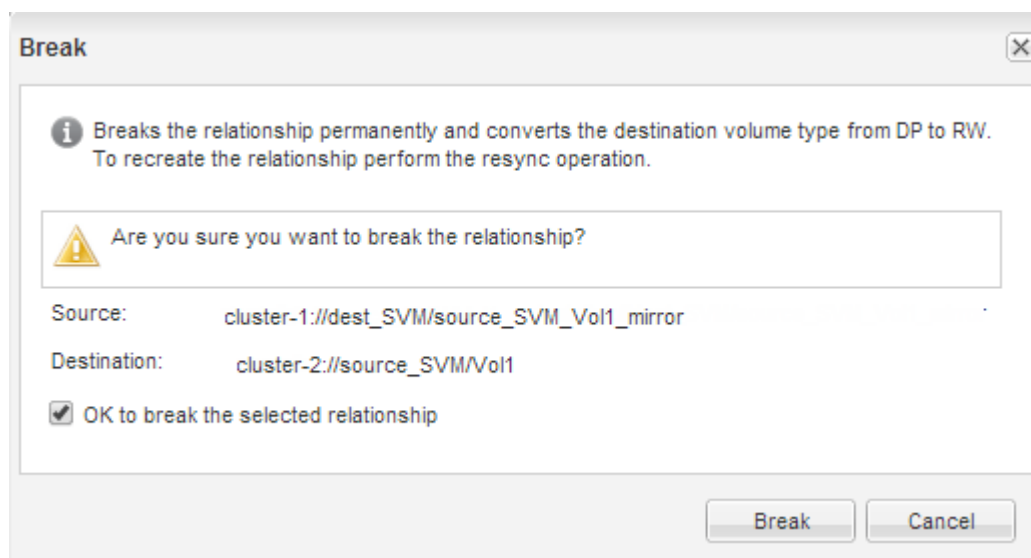 Break
Breaks the relationship permanently and converts the destination volume type from DP to RW.
To recreate the relationship perform the resync operation.
Are you sure you want to break the relationship?
Source: cluster-1://dest_SVM/source_SVM_Vol1_mirror
Destination: cluster-2://source_SVM/Vol1
OK to break the selected relationship
Break Cancel